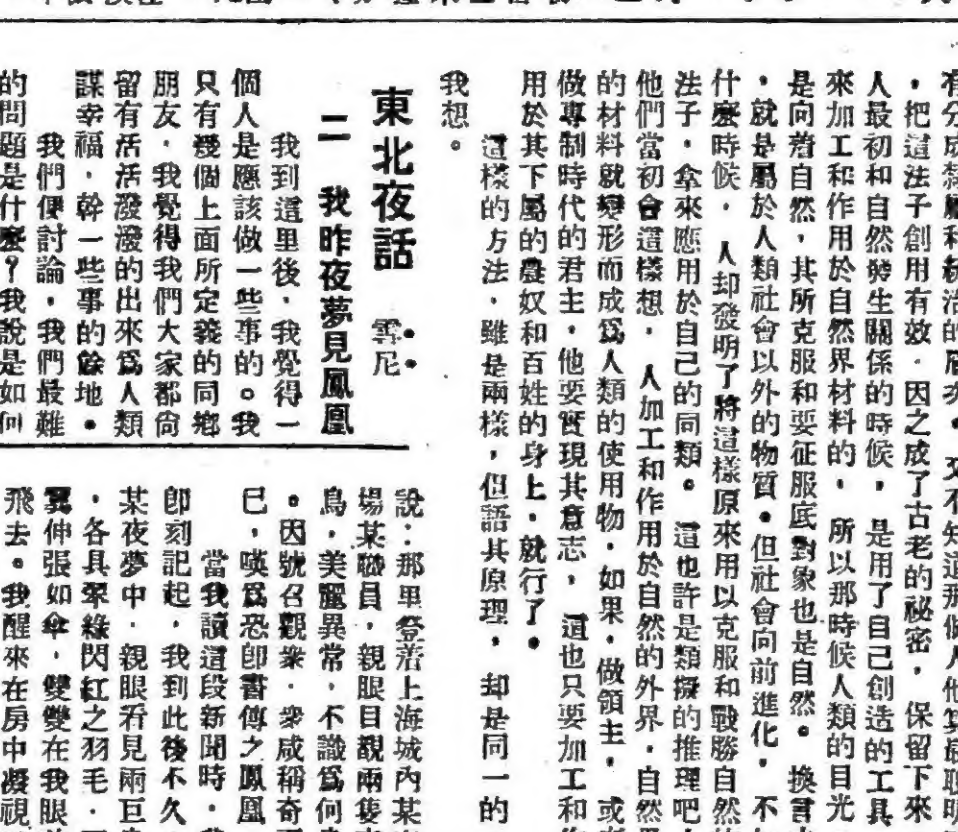 ，把這法子創用有效．因之成了古老的祕密，保留下來
人最初和自然發生關係的時候，是用了自己創造的工具
來加工和作用於自然界材料的．所以那時候人類的目光
是向着自然，其所克服和要征服底對象也是自然。換言
，就是屬於人類社會以外的物質．但社會向前進化．不
什麼時候，人却發明了將這樣原來用以克服和戰勝自然
法子．拿來應用於自己的同類。這也許是類擬的推理吧
他們當初會這樣想．人加工和作用於自然的外界．自然
的材料就變形而成爲人類的使用物．如果．做領主．或
做專制時代的君主．他要實現其意志．這也只要加工和
用於其下屬的農奴和百姓的身上．就行了．
這樣的方法．雖是兩樣，但語其原理，却是同一的
我想。
東北夜話 雪尼
二 我昨夜夢見鳳凰
我到這里後．我覺得一
個人是應該做一些事的。我
只有幾個上面所定義的同鄉
朋友．我覺得我們大家都尙
留有活活潑潑的出來爲人類
謀幸福．幹一些事的餘地．
我們便討論．我們最難
的問題是什麼？我說是如何
說：那里登着上海城內某
場某職員，親眼目覩兩隻
鳥，美麗異常，不識爲何
。因號召觀衆．衆咸稱奇
已，嘆爲恐卽書傳之鳳凰
當我讀這段新聞時．
卽刻記起，我到此後不久
某夜夢中．親眼看見兩巨
．各具翠綠閃紅之羽毛．
翼伸張如傘，雙雙在我眼
飛去。我醒來在房中凝視